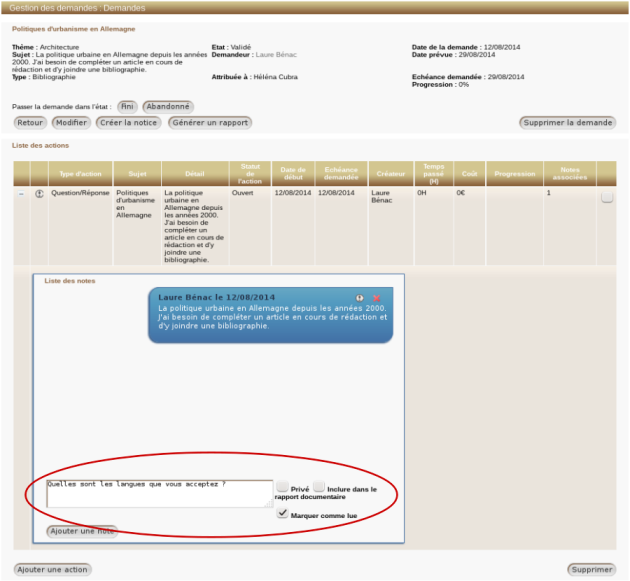 Gestion des demandes : Demandes
Politiques d'urbanisme en Allemagne
Thême : Architecture
Etat : Validé
Date de la demande : 12/08/2014
Sujet : La politique urbaine en Allemagne depuis les années
2000. J'ai besoin de compléter un article en cours de
rédaction et d'y joindre une bibliographie.
Demandeur : Laure Bénac
Date prévue : 29/08/2014
Type : Bibliographie
Attribuée à : Héléna Cubra
Echéance demandée : 29/08/2014
Progression : 0%
Passer la demande dans l'état : Fini Abandonné
Retour Modifier Créer la notice Générer un rapport Supprimer la demande
Liste des actions
Type d'action
Sujet
Détail
Statut
de
l'action
Date de
début
Echéance
demandée
Créateur
Temps
passé
(H)
Coût
Progression
Notes
associées
Question/Réponse
Politiques
d'urbanisme
en
Allemagne
La politique
urbaine en
Allemagne depuis
les années 2000.
J'ai besoin de
compléter un
article en cours de
rédaction et d'y
joindre une
bibliographie.
Ouvert
12/08/2014
12/08/2014
Laure
Bénac
0H
0€
1
Liste des notes
Laure Bénac le 12/08/2014
La politique urbaine en Allemagne depuis les années 2000.
J'ai besoin de compléter un article en cours de rédaction et
d'y joindre une bibliographie.
Quelles sont les langues que vous acceptez ?
Privé Inclure dans le
rapport documentaire
Marquer comme lue
Ajouter une note
Ajouter une action Supprimer